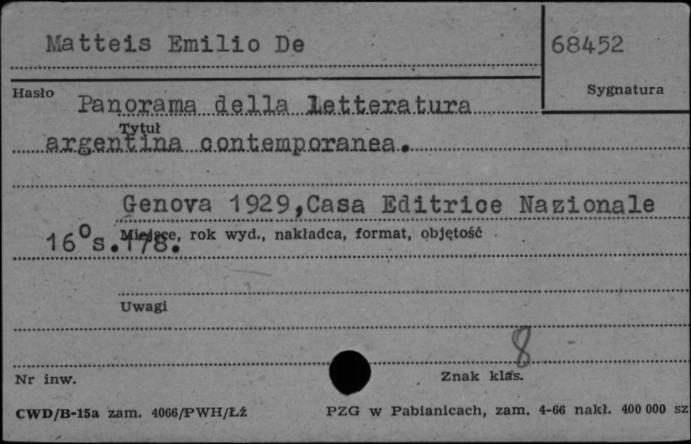 Matteis Emilio De
68452
Hasło
Sygnatura
Panorama della Letteratura
Tytuł
argentina contemporanea.
Genova 1929, Casa Editrice Nazionale
16⁰ s. 178.
Miejsce, rok wyd., nakładca, format, objętość
Uwagi
8
Nr inw.
Znak klas.
CWD/B-15a zam. 4066/PWH/Łź
PZG w Pabianicach, zam. 4-66 nakł. 400 000 sz